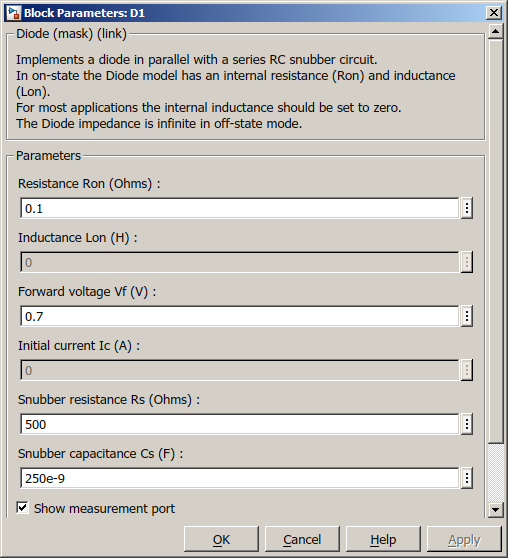 Block Parameters: D1
Diode (mask) (link)
Implements a diode in parallel with a series RC snubber circuit.
In on-state the Diode model has an internal resistance (Ron) and inductance
(Lon).
For most applications the internal inductance should be set to zero.
The Diode impedance is infinite in off-state mode.
Parameters
Resistance Ron (Ohms) :
0.1
Inductance Lon (H) :
0
Forward voltage Vf (V) :
0.7
Initial current Ic (A) :
0
Snubber resistance Rs (Ohms) :
500
Snubber capacitance Cs (F) :
250e-9
Show measurement port
OK Cancel Help Apply